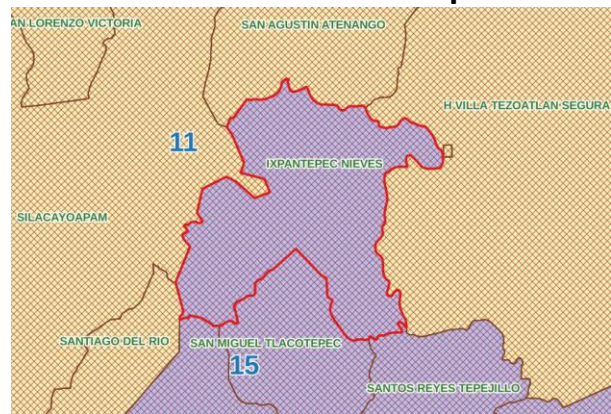 AN LORENZO VICTORIA
SAN AGUSTIN ATENANGO
H VILLA TEZOATLAN SEGURA
11
IXPANTEPEC NIEVES
SILACAYOAPAM
SANTIAGO DEL RIO
SAN MIGUEL TLACOTEPEC
15
SANTOS REYES TEPEJILLO